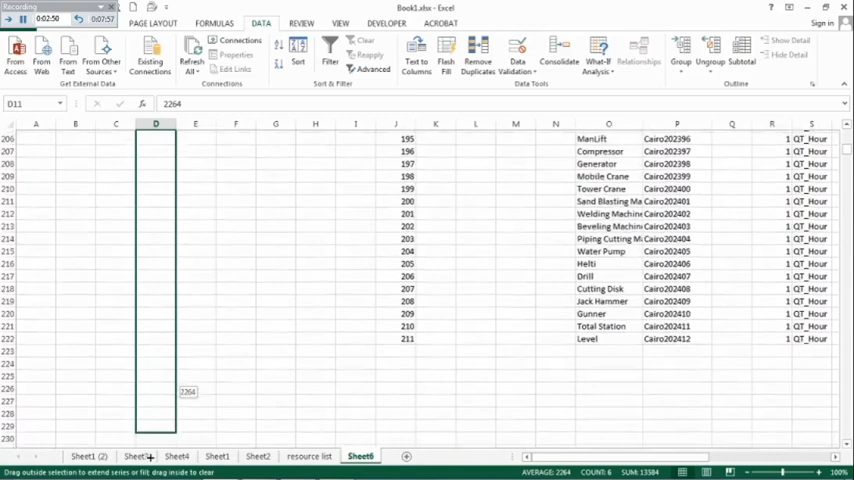 Recording
00:02:50
00:07:57
Book1.xlsx - Excel
Sign in
PAGE LAYOUT FORMULAS DATA REVIEW VIEW DEVELOPER ACROBAT
From Access
From Web
From Text
From Other Sources
Existing Connections
Refresh All
Connections
Properties
Edit Links
Sort
Filter
Clear
Reapply
Advanced
Text to Columns
Flash Fill
Remove Duplicates
Data Validation
Consolidate
What-If Analysis
Relationships
Group
Ungroup
Subtotal
Show Detail
Hide Detail
Get External Data Connections Sort & Filter Data Tools Outline
D11 fx 2264
A B C D E F G H I J K L M N O P Q R S
206 195 ManLift Cairo202396 1 QT_Hour
207 196 Compressor Cairo202397 1 QT_Hour
208 197 Generator Cairo202398 1 QT_Hour
209 198 Mobile Crane Cairo202399 1 QT_Hour
210 199 Tower Crane Cairo202400 1 QT_Hour
211 200 Sand Blasting Ma Cairo202401 1 QT_Hour
212 201 Welding Machine Cairo202402 1 QT_Hour
213 202 Beveling Machine Cairo202403 1 QT_Hour
214 203 Piping Cutting Ma Cairo202404 1 QT_Hour
215 204 Water Pump Cairo202405 1 QT_Hour
216 205 Helti Cairo202406 1 QT_Hour
217 206 Drill Cairo202407 1 QT_Hour
218 207 Cutting Disk Cairo202408 1 QT_Hour
219 208 Jack Hammer Cairo202409 1 QT_Hour
220 209 Gunner Cairo202410 1 QT_Hour
221 210 Total Station Cairo202411 1 QT_Hour
222 211 Level Cairo202412 1 QT_Hour
223
224
225
226 2264
227
228
229
230
Sheet1 (2) Sheet4 Sheet1 Sheet2 resource list Sheet6
Drag outside selection to extend series or fill; drag inside to clear AVERAGE: 2264 COUNT: 6 SUM: 13584 100%